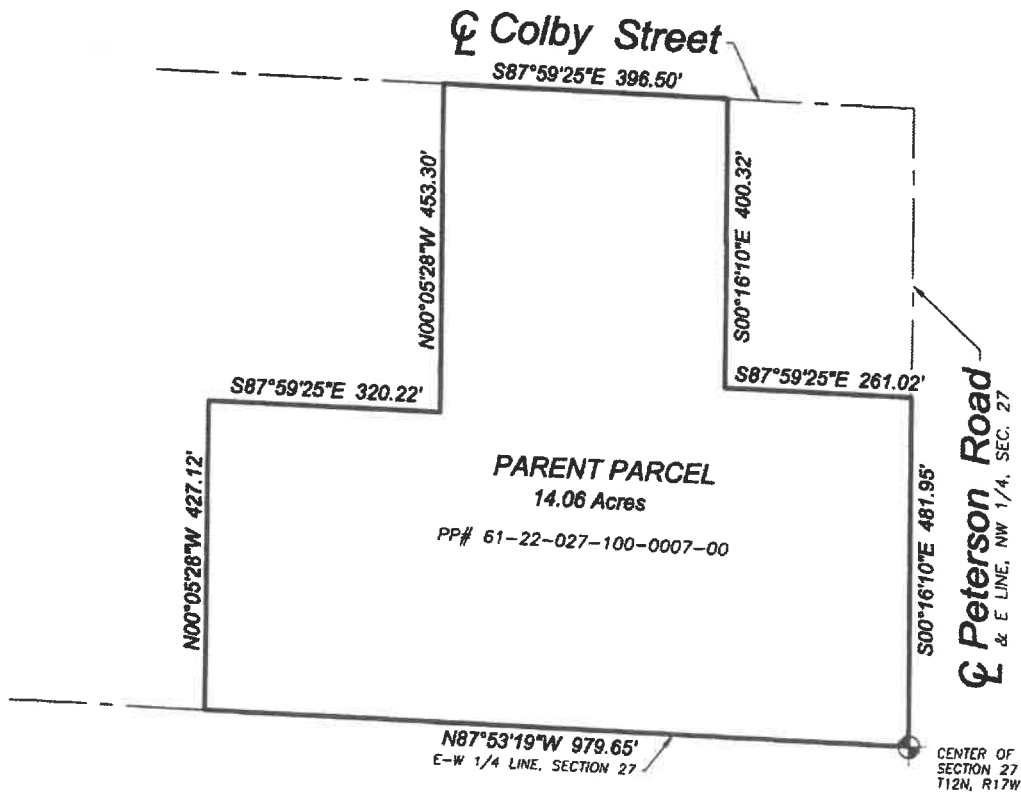 ℄ Colby Street
S87°59'25"E 396.50'
N00°05'28"W 453.30'
S00°16'10"E 400.32'
S87°59'25"E 320.22'
S87°59'25"E 261.02'
℄ Peterson Road
& E LINE, NW 1/4, SEC. 27
PARENT PARCEL
14.06 Acres
PP# 61-22-027-100-0007-00
N00°05'28"W 427.12'
S00°16'10"E 481.95'
N87°53'19"W 979.65'
E-W 1/4 LINE, SECTION 27
CENTER OF
SECTION 27
T12N, R17W